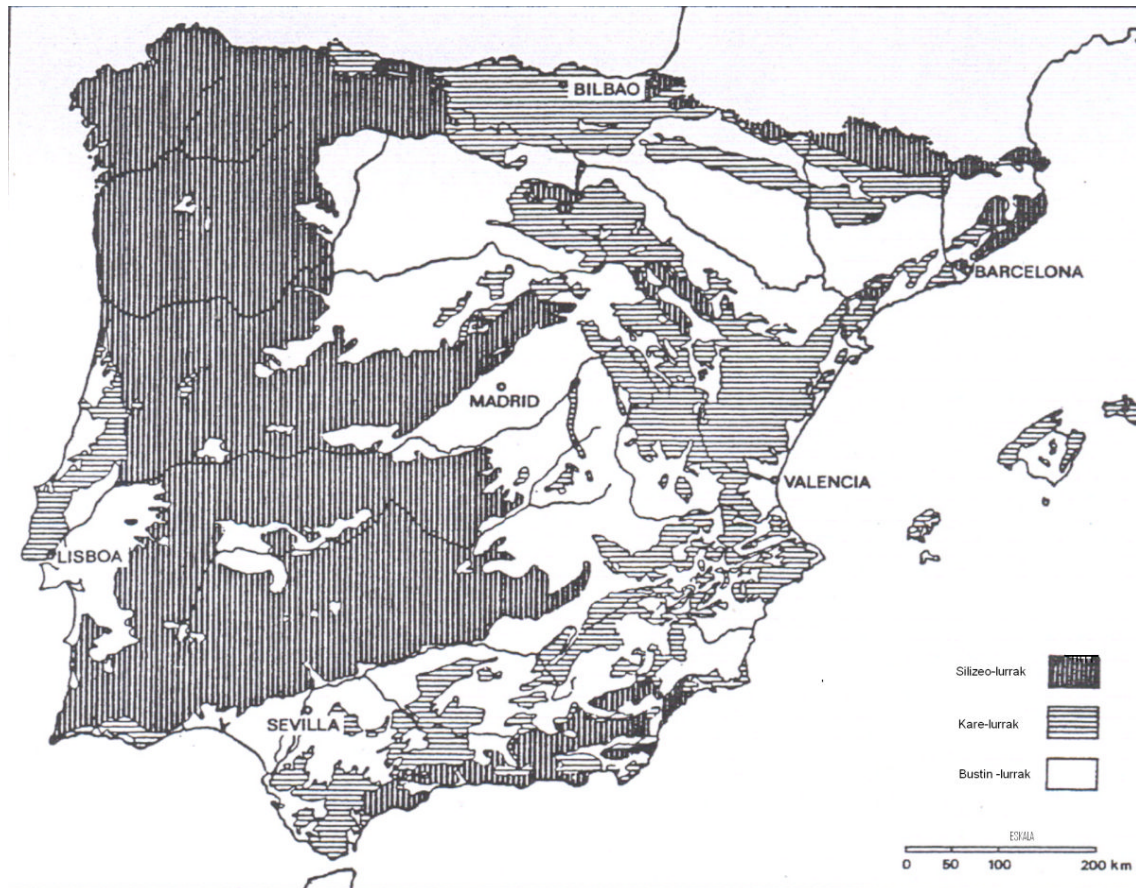 BILBAO
BARCELONA
MADRID
VALENCIA
LISBOA
SEVILLA
Silizeo-lurrak
Kare-lurrak
Bustin -lurrak
ESKALA
0 50 100 200 km